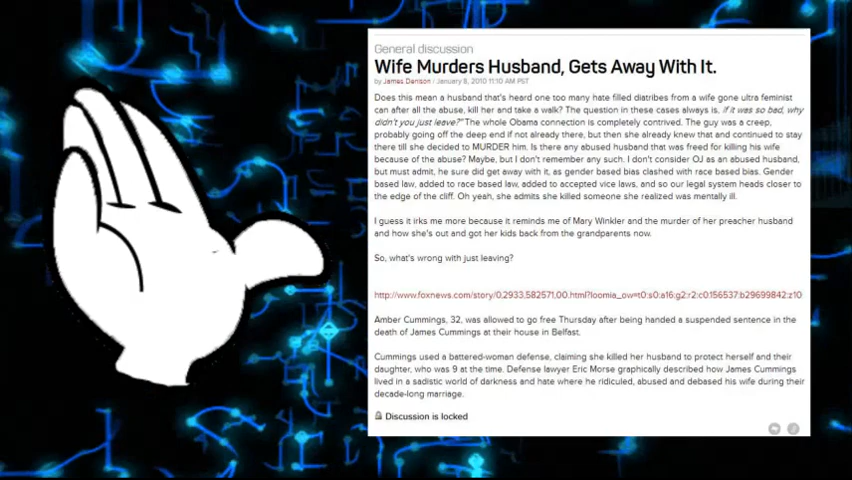 General discussion
Wife Murders Husband, Gets Away With It.
by James Denison / January 8, 2010 11:10 AM PST
Does this mean a husband that's heard one too many hate filled diatribes from a wife gone ultra feminist
can after all the abuse, kill her and take a walk? The question in these cases always is, if it was so bad, why
didn't you just leave?" The whole Obama connection is completely contrived. The guy was a creep,
probably going off the deep end if not already there, but then she already knew that and continued to stay
there till she decided to MURDER him. Is there any abused husband that was freed for killing his wife
because of the abuse? Maybe, but I don't remember any such. I don't consider OJ as an abused husband,
but must admit, he sure did get away with it, as gender based bias clashed with race based bias. Gender
based law, added to race based law, added to accepted vice laws, and so our legal system heads closer to
the edge of the cliff. Oh yeah, she admits she killed someone she realized was mentally ill.
I guess it irks me more because it reminds me of Mary Winkler and the murder of her preacher husband
and how she's out and got her kids back from the grandparents now.
So, what's wrong with just leaving?
http://www.foxnews.com/story/0,2933,582571,00.html?loomia_ow=t0:s0:a16:g2:r2:c0.156537:b29699842:z10
Amber Cummings, 32, was allowed to go free Thursday after being handed a suspended sentence in the
death of James Cummings at their house in Belfast.
Cummings used a battered-woman defense, claiming she killed her husband to protect herself and their
daughter, who was 9 at the time. Defense lawyer Eric Morse graphically described how James Cummings
lived in a sadistic world of darkness and hate where he ridiculed, abused and debased his wife during their
decade-long marriage.
Discussion is locked